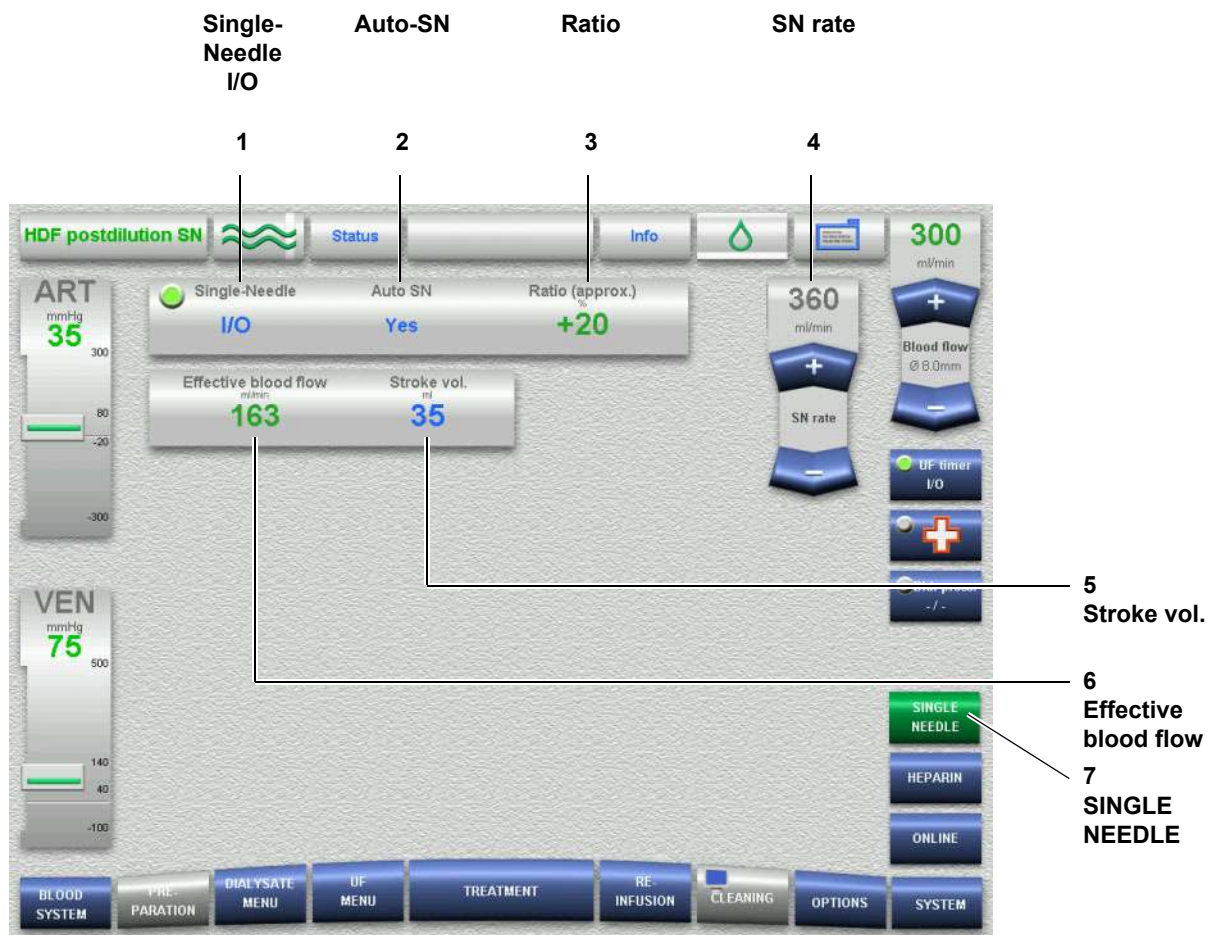 Single-
Needle
I/O
Auto-SN
Ratio
SN rate
1
2
3
4
HDF postdilution SN
Status
Info
300
ml/min
ART
mmHg
35
300
80
-20
-300
Single-Needle
I/O
Auto SN
Yes
Ratio (approx.)
%
+20
360
ml/min
+
SN rate
−
+
Blood flow
Ø 8.0mm
−
Effective blood flow
ml/min
163
Stroke vol.
ml
35
UF timer
I/O
- / -
5
Stroke vol.
VEN
mmHg
75
500
140
40
-100
6
Effective
blood flow
7
SINGLE
NEEDLE
SINGLE
NEEDLE
HEPARIN
ONLINE
BLOOD
SYSTEM
PRE-
PARATION
DIALYSATE
MENU
UF
MENU
TREATMENT
RE-
INFUSION
CLEANING
OPTIONS
SYSTEM